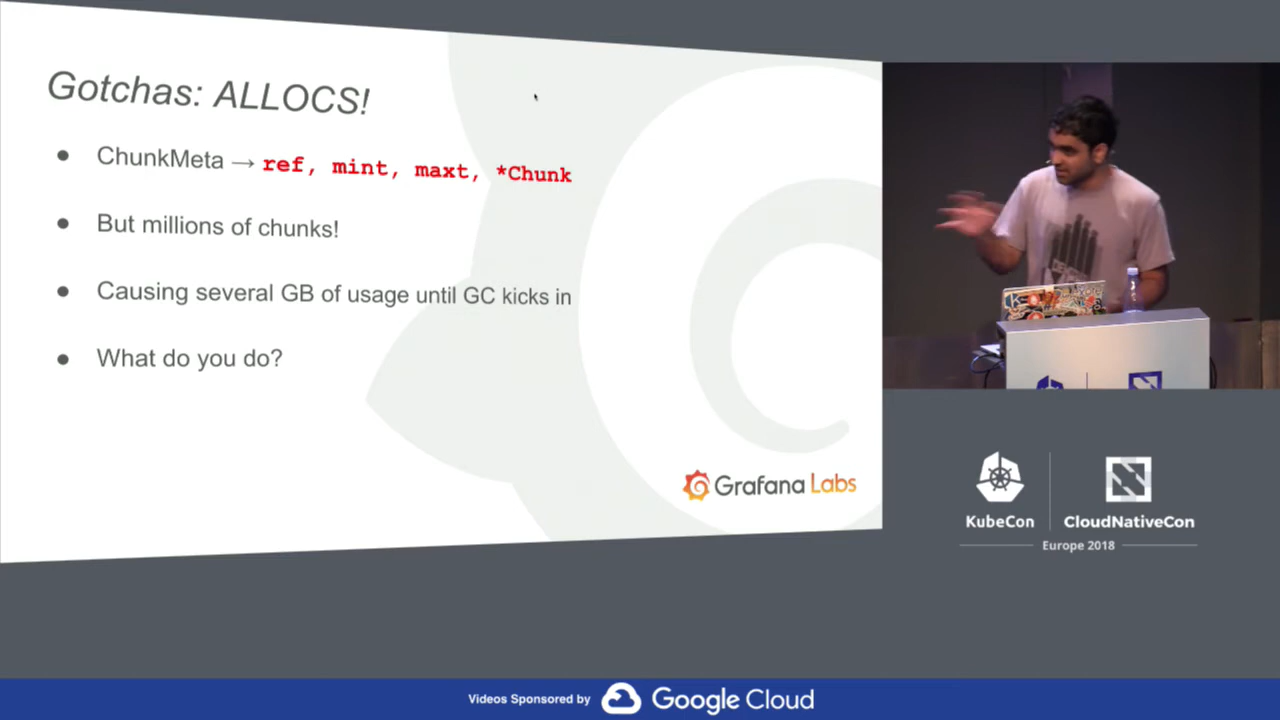 Gotchas: ALLOCS!
● ChunkMeta → ref, mint, maxt, *Chunk
● But millions of chunks!
● Causing several GB of usage until GC kicks in
● What do you do?
Grafana Labs
KubeCon
CloudNativeCon
Europe 2018
Videos Sponsored by Google Cloud